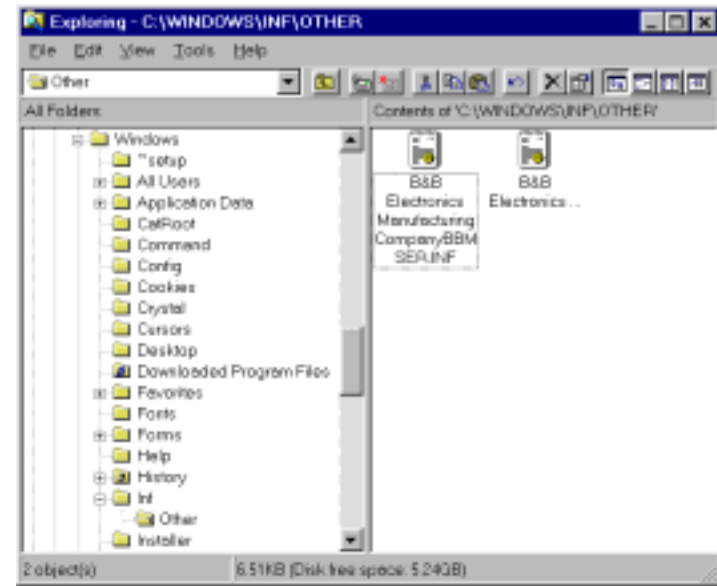 Exploring - C:\WINDOWS\INF\OTHER
File Edit View Tools Help
Other
All Folders
Contents of 'C:\WINDOWS\INF\OTHER'
Windows
~setup
All Users
Application Data
CatRoot
Command
Config
Cookies
Crystal
Cursors
Desktop
Downloaded Program Files
Favorites
Fonts
Forms
Help
History
Inf
Other
Installer
B&B
Electronics
Manufacturing
CompanyBBM
SER.INF
B&B
Electronics...
2 object(s)
6.51KB (Disk free space: 5.24GB)